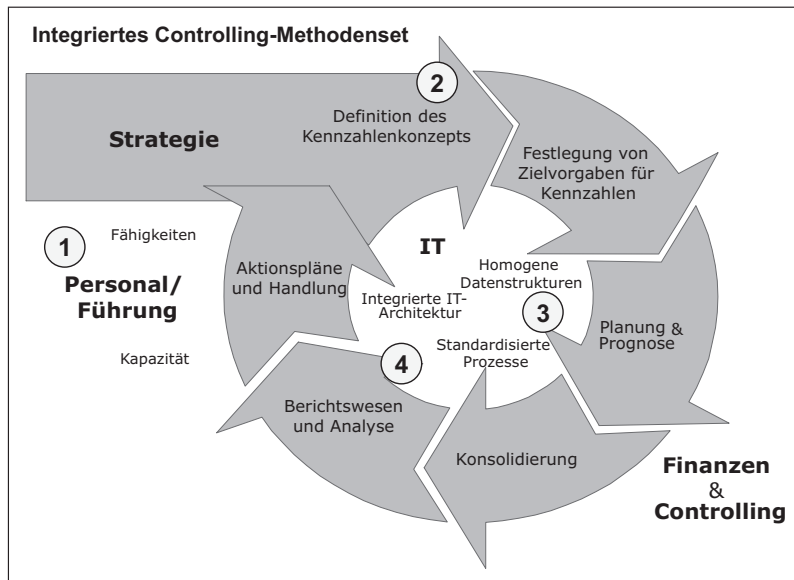 Integriertes Controlling-Methodenset
2
Definition des
Kennzahlenkonzepts
Strategie
Festlegung von
Zielvorgaben für
Kennzahlen
1
Fähigkeiten
Personal/
Führung
Kapazität
Aktionspläne
und Handlung
IT
Homogene
Datenstrukturen
Integrierte IT-
Architektur
3
Standardisierte
Prozesse
Planung &
Prognose
4
Berichtswesen
und Analyse
Konsolidierung
Finanzen
&
Controlling